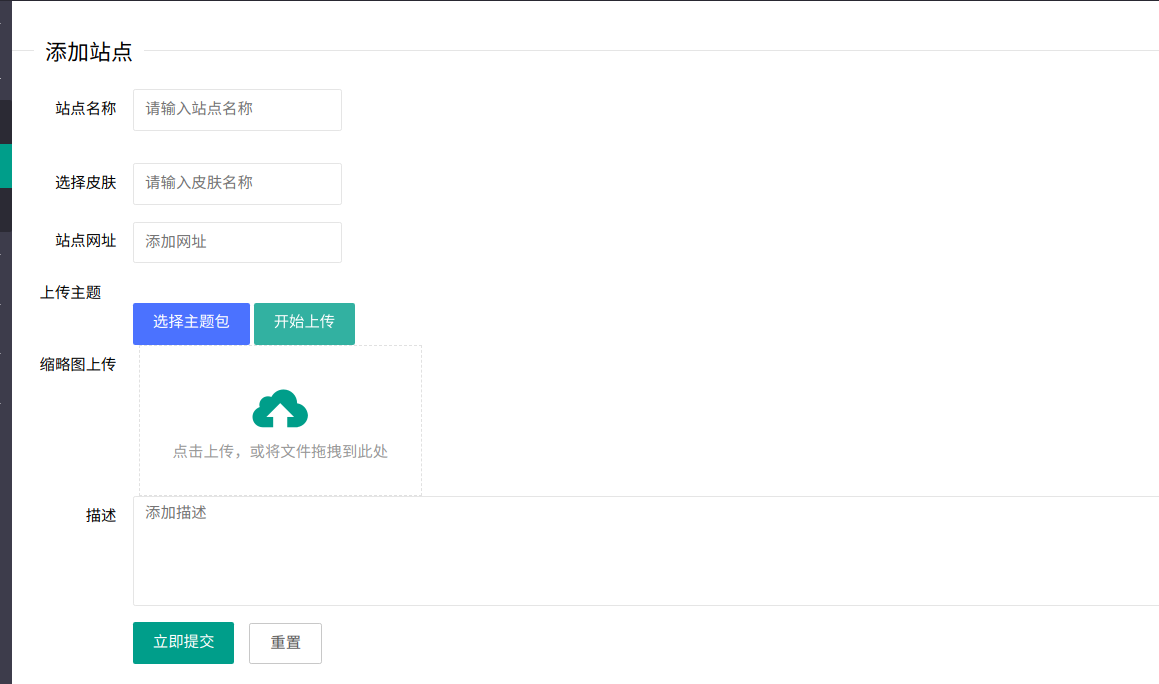 添加站点
站点名称 请输入站点名称
选择皮肤 请输入皮肤名称
站点网址 添加网址
上传主题
选择主题包 开始上传
缩略图上传
点击上传，或将文件拖拽到此处
描述 添加描述
立即提交 重置